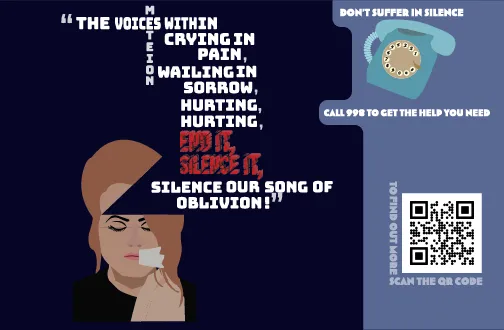 “THE VOICES WITHIN
CRYING IN
PAIN,
WAILING IN
SORROW,
HURTING,
HURTING,
END IT,
SILENCE IT,
SILENCE OUR SONG OF
OBLIVION!”
METEION
DON'T SUFFER IN SILENCE
CALL 998 TO GET THE HELP YOU NEED
TO FIND OUT MORE
SCAN THE QR CODE